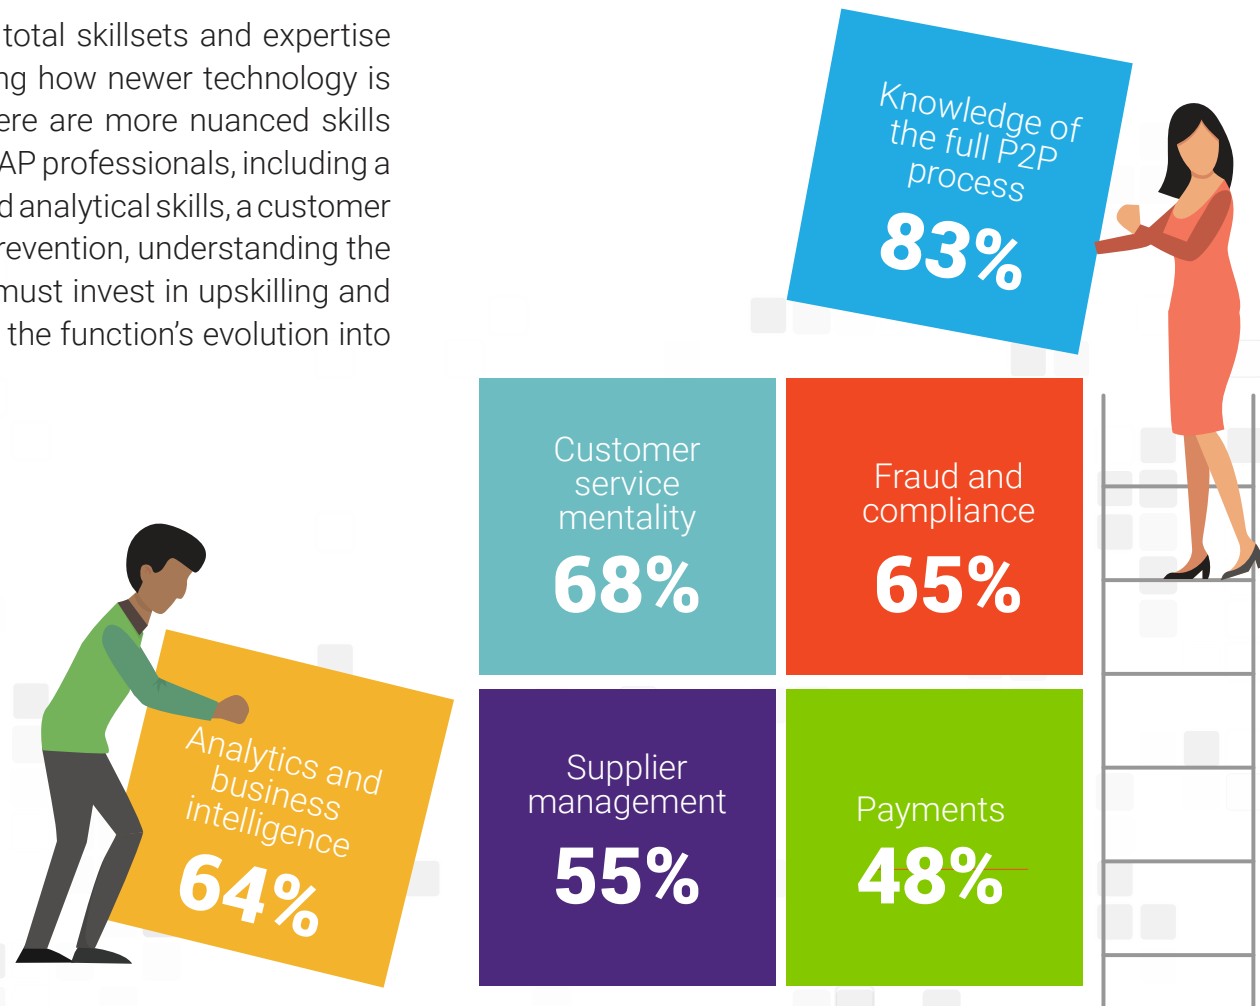 total skillsets and expertise
ng how newer technology is
ere are more nuanced skills
AP professionals, including a
d analytical skills, a customer
revention, understanding the
must invest in upskilling and
the function's evolution into
Knowledge of
the full P2P
process
83%
Customer
service
mentality
68%
Fraud and
compliance
65%
Analytics and
business
intelligence
64%
Supplier
management
55%
Payments
48%